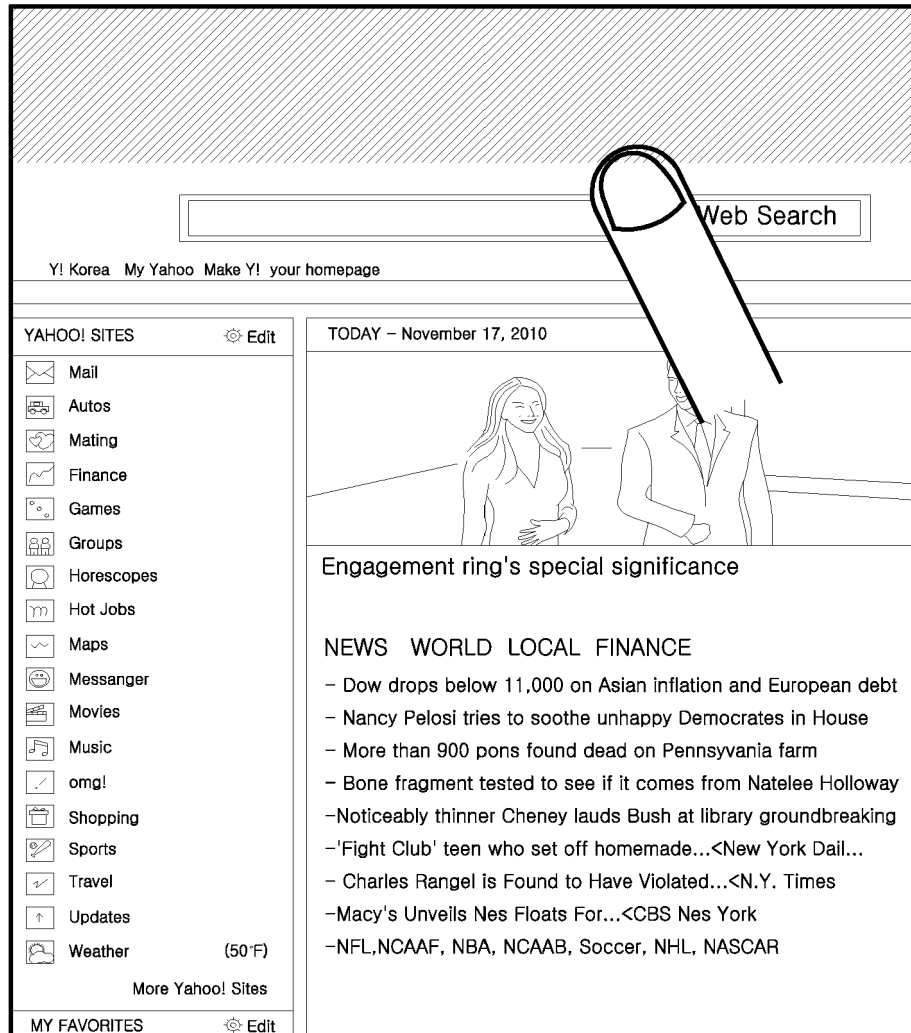 Web Search
Y! Korea My Yahoo Make Y! your homepage
YAHOO! SITES Edit
Mail
Autos
Mating
Finance
Games
Groups
Horescopes
Hot Jobs
Maps
Messanger
Movies
Music
omg!
Shopping
Sports
Travel
Updates
Weather (50°F)
More Yahoo! Sites
MY FAVORITES Edit
TODAY - November 17, 2010
Engagement ring's special significance
NEWS WORLD LOCAL FINANCE
- Dow drops below 11,000 on Asian inflation and European debt
- Nancy Pelosi tries to soothe unhappy Democrates in House
- More than 900 pons found dead on Pennsyvania farm
- Bone fragment tested to see if it comes from Natelee Holloway
-Noticeably thinner Cheney lauds Bush at library groundbreaking
-'Fight Club' teen who set off homemade...<New York Dail...
- Charles Rangel is Found to Have Violated...<N.Y. Times
-Macy's Unveils Nes Floats For...<CBS Nes York
-NFL,NCAAF, NBA, NCAAB, Soccer, NHL, NASCAR